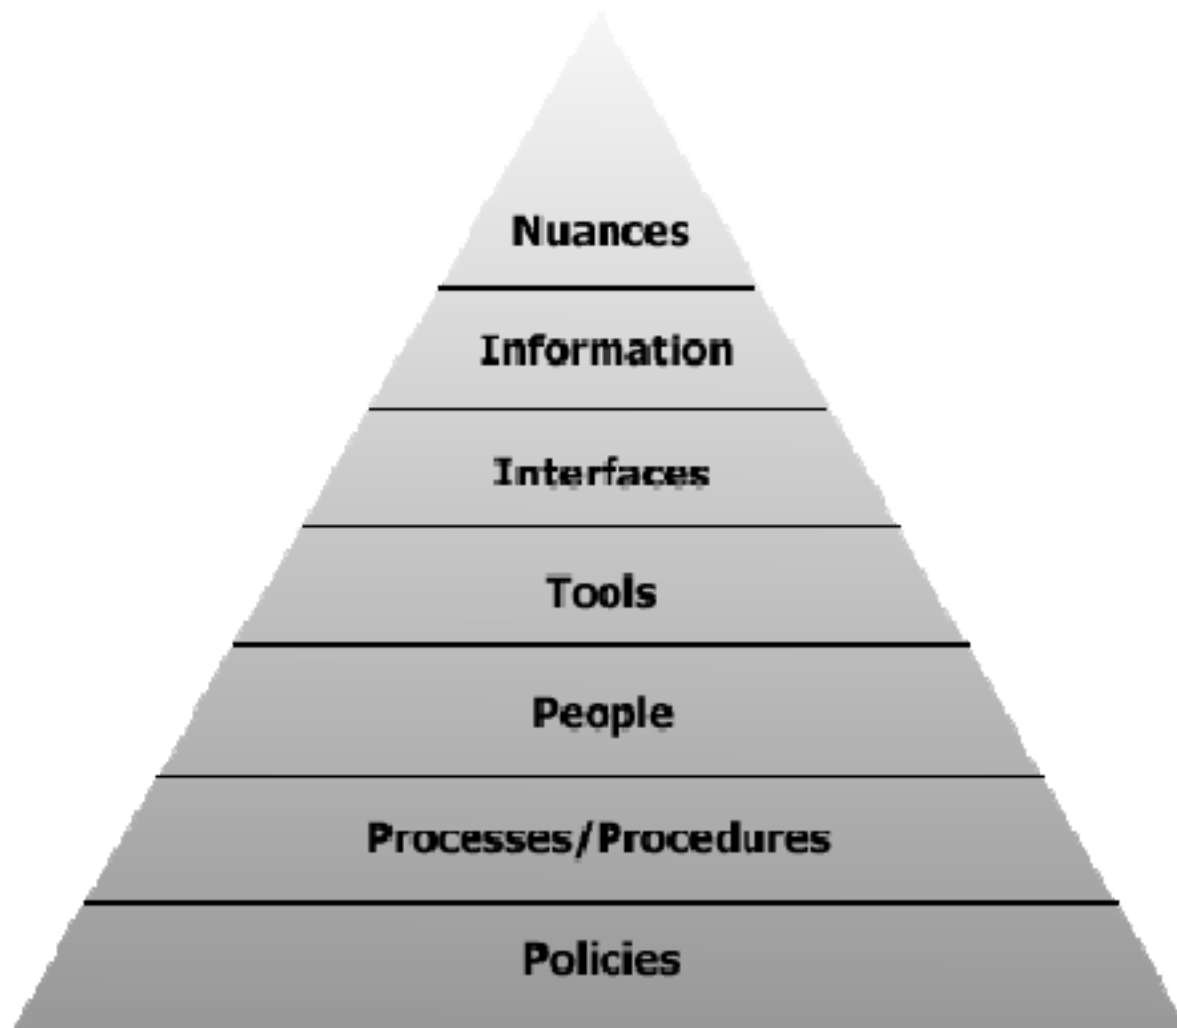 Nuances
Information
Interfaces
Tools
People
Processes/Procedures
Policies